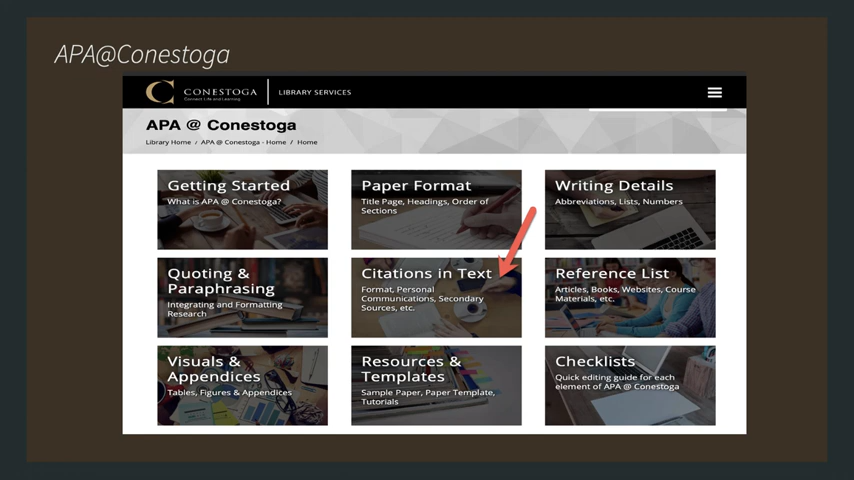 APA@Conestoga
CONESTOGA
Connect Life and Learning
LIBRARY SERVICES
APA @ Conestoga
Library Home / APA @ Conestoga - Home / Home
Getting Started
What is APA @ Conestoga?
Paper Format
Title Page, Headings, Order of
Sections
Writing Details
Abbreviations, Lists, Numbers
Quoting &
Paraphrasing
Integrating and Formatting
Research
Citations in Text
Format, Personal
Communications, Secondary
Sources, etc.
Reference List
Articles, Books, Websites, Course
Materials, etc.
Visuals &
Appendices
Tables, Figures & Appendices
Resources &
Templates
Sample Paper, Paper Template,
Tutorials
Checklists
Quick editing guide for each
element of APA @ Conestoga